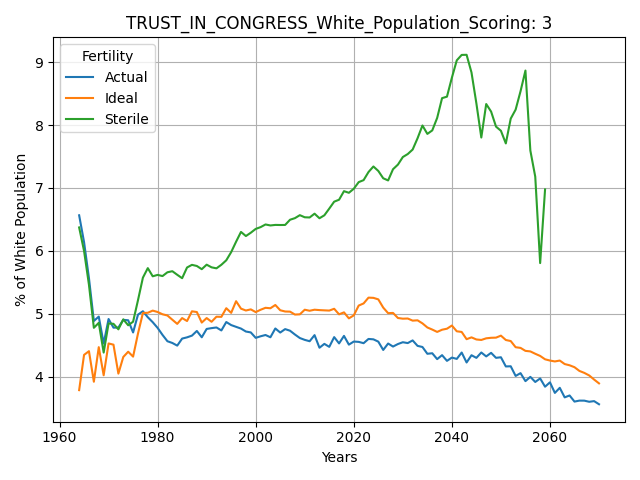 TRUST_IN_CONGRESS_White_Population_Scoring: 3
Fertility
Actual
Ideal
Sterile
% of White Population
9
8
7
6
5
4
1960
1980
2000
2020
2040
2060
Years